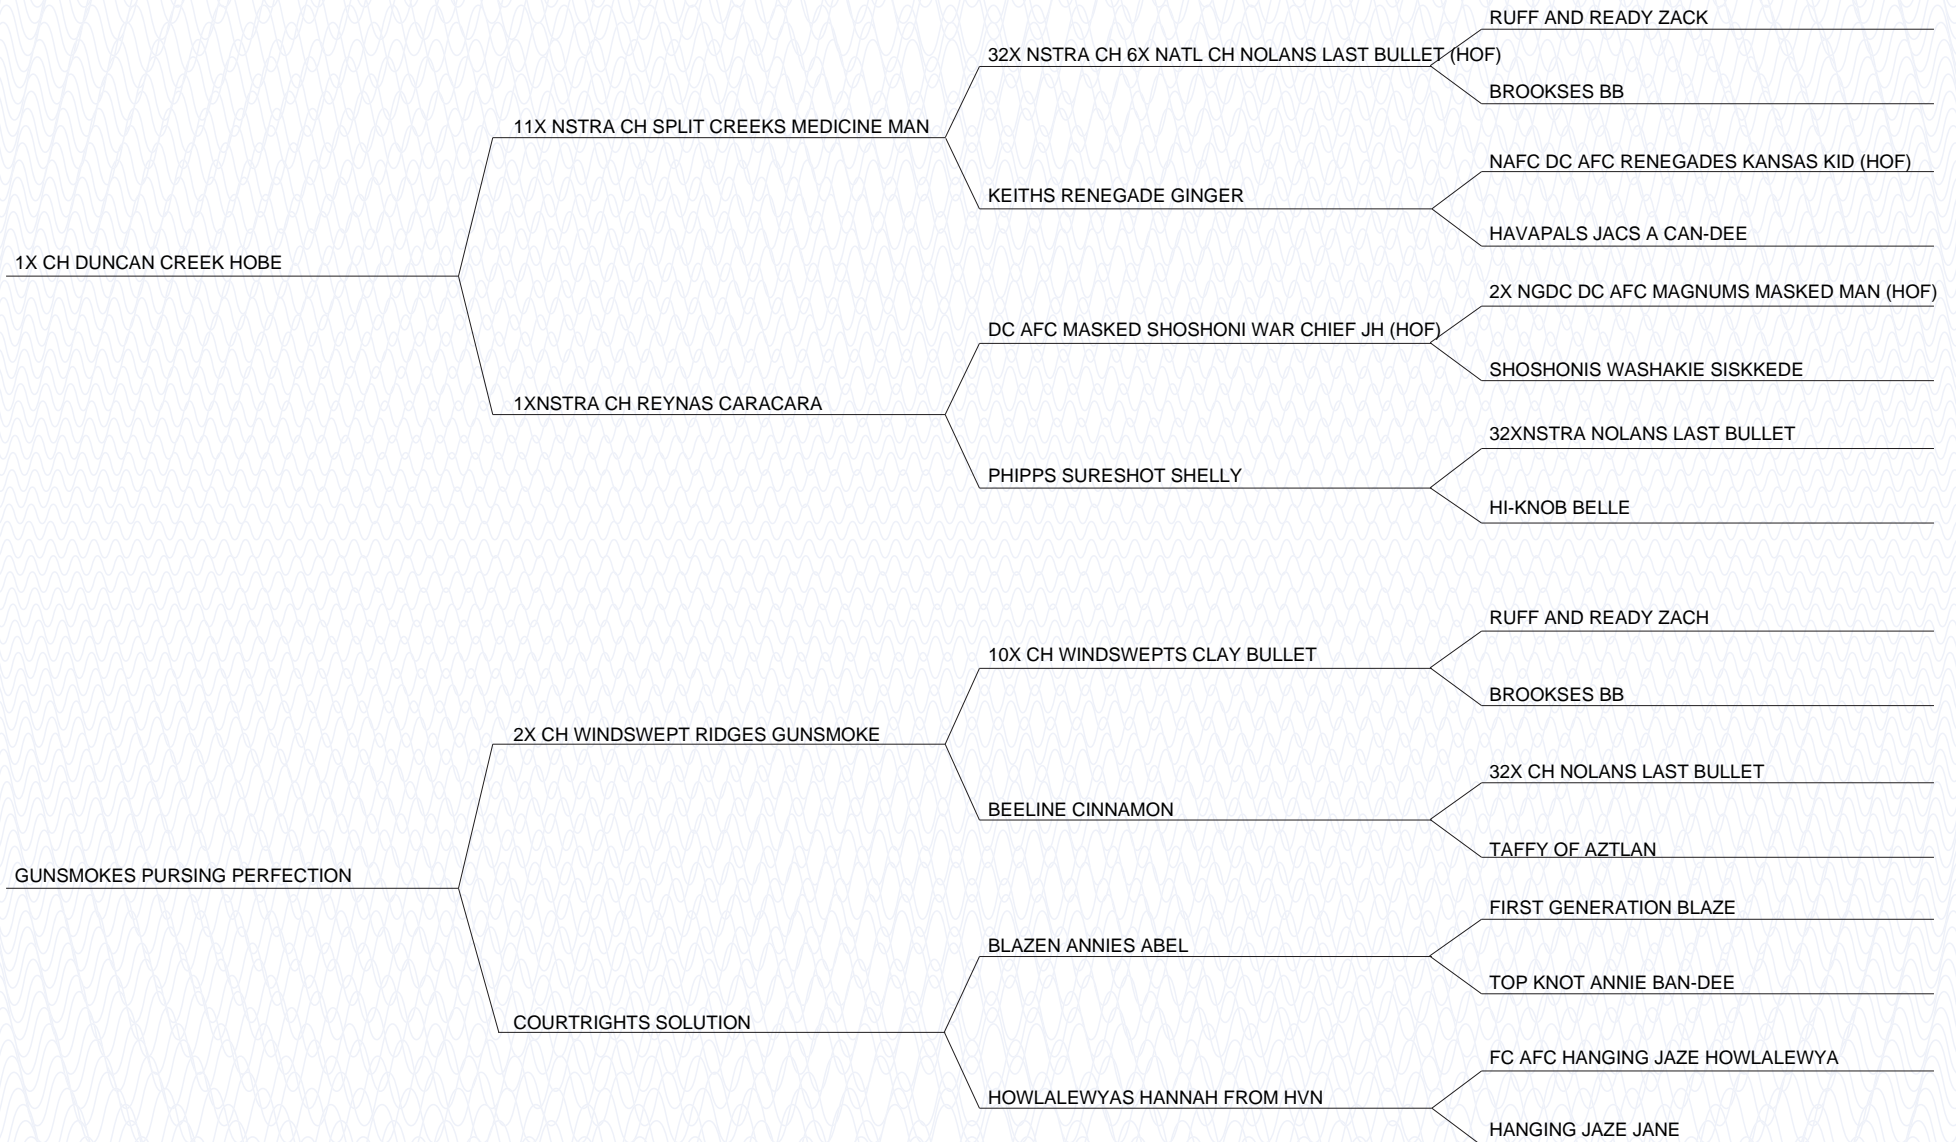 RUFF AND READY ZACK
32X NSTRA CH 6X NATL CH NOLANS LAST BULLET (HOF)
BROOKSES BB
11X NSTRA CH SPLIT CREEKS MEDICINE MAN
NAFC DC AFC RENEGADES KANSAS KID (HOF)
KEITHS RENEGADE GINGER
HAVAPALS JACS A CAN-DEE
1X CH DUNCAN CREEK HOBE
2X NGDC DC AFC MAGNUMS MASKED MAN (HOF)
DC AFC MASKED SHOSHONI WAR CHIEF JH (HOF)
SHOSHONIS WASHAKIE SISKKEDE
1XNSTRA CH REYNAS CARACARA
32XNSTRA NOLANS LAST BULLET
PHIPPS SURESHOT SHELLY
HI-KNOB BELLE
RUFF AND READY ZACH
10X CH WINDSWEPTS CLAY BULLET
BROOKSES BB
2X CH WINDSWEPT RIDGES GUNSMOKE
32X CH NOLANS LAST BULLET
BEELINE CINNAMON
TAFFY OF AZTLAN
GUNSMOKES PURSING PERFECTION
FIRST GENERATION BLAZE
BLAZEN ANNIES ABEL
TOP KNOT ANNIE BAN-DEE
COURTRIGHTS SOLUTION
FC AFC HANGING JAZE HOWLALEWYA
HOWLALEWYAS HANNAH FROM HVN
HANGING JAZE JANE